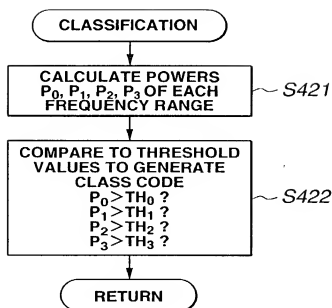 CLASSIFICATION
CALCULATE POWERS
P0, P1, P2, P3 OF EACH
FREQUENCY RANGE
S421
COMPARE TO THRESHOLD
VALUES TO GENERATE
CLASS CODE
P0>TH0 ?
P1>TH1 ?
P2>TH2 ?
P3>TH3 ?
S422
RETURN